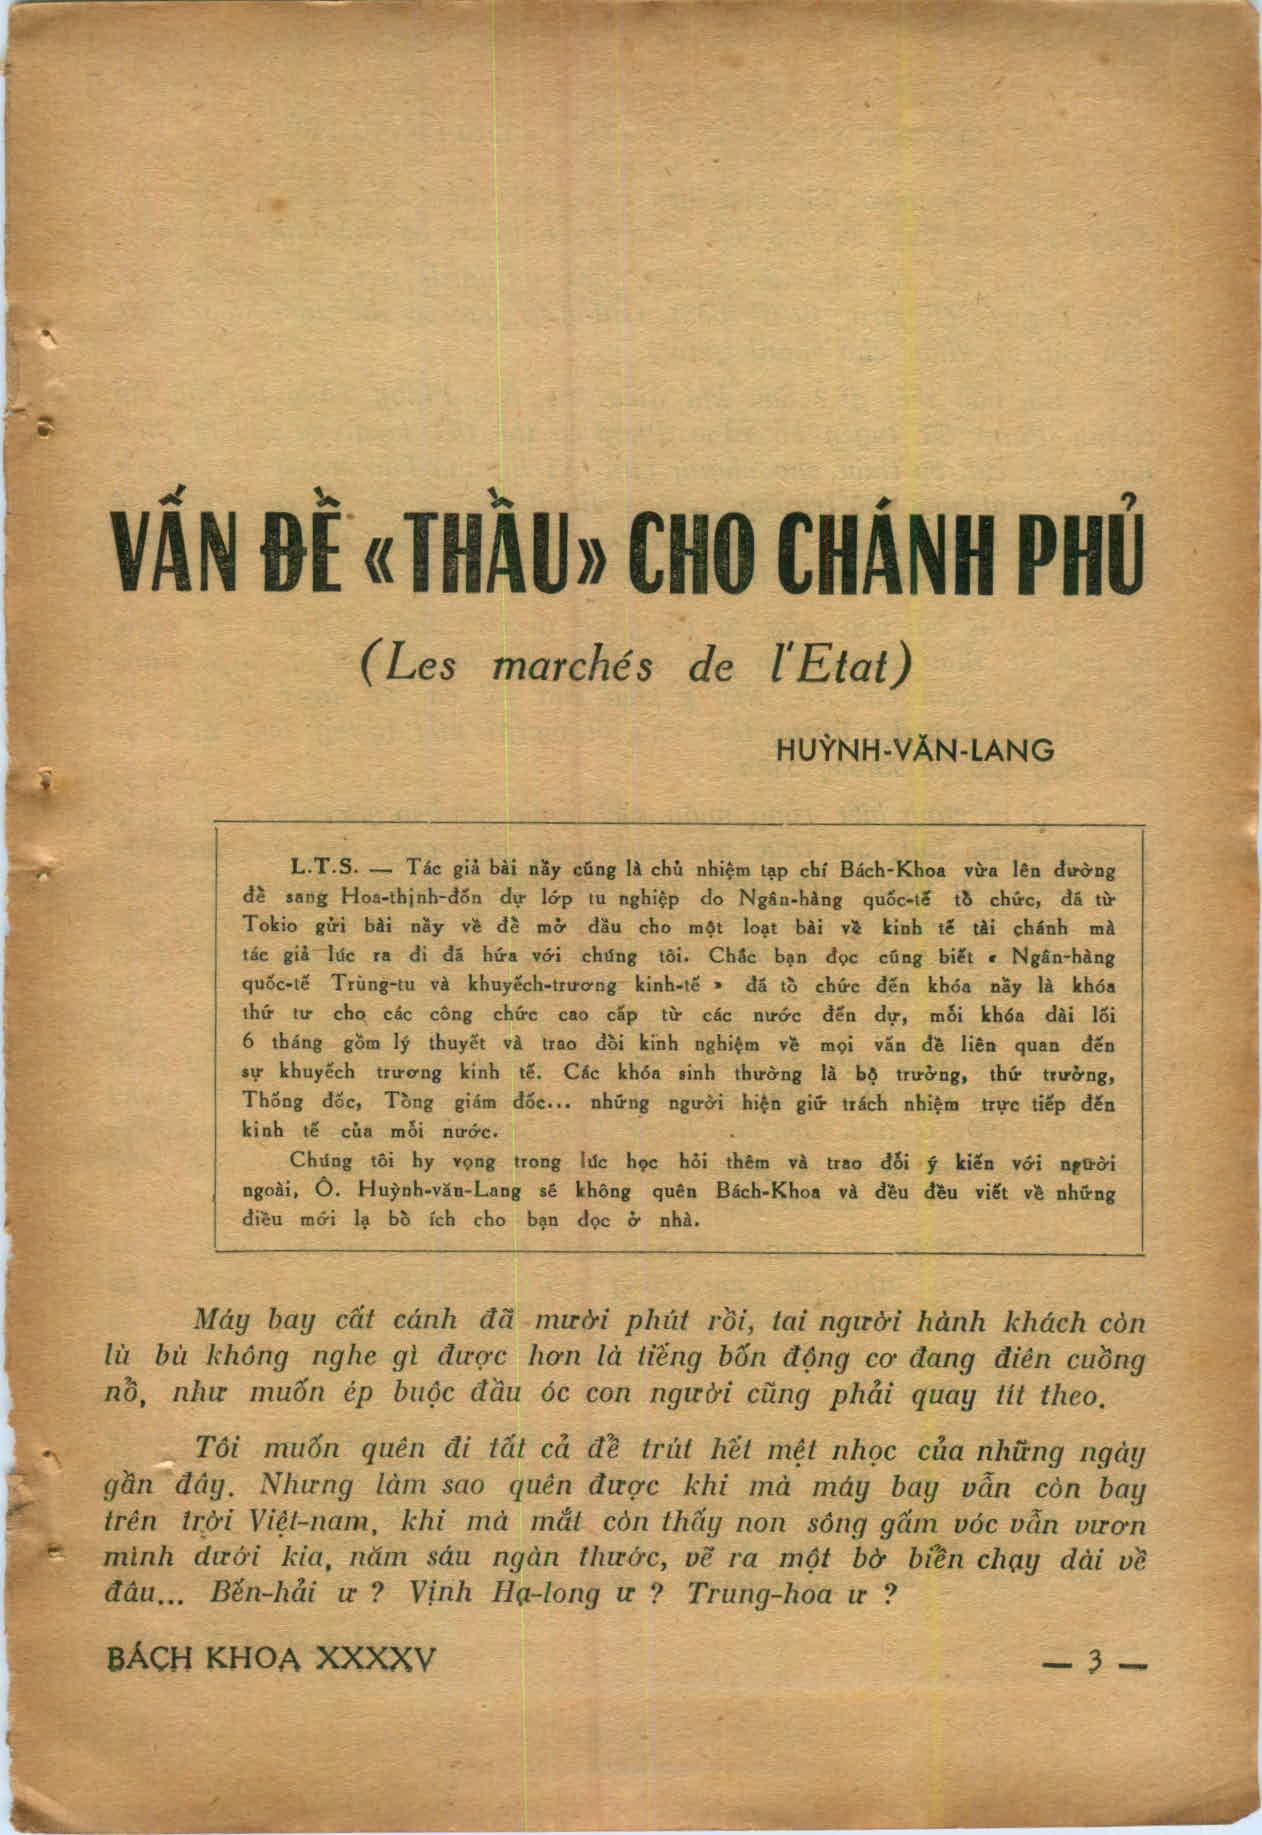 VẤN ĐỀ «THẦU» CHO CHÁNH PHỦ
(Les marchés de l'Etat)
HUỲNH-VĂN-LANG
L.T.S. — Tác giả bài nầy cũng là chủ nhiệm tạp chí Bách-Khoa vừa lên đường
để sang Hoa-thịnh-đốn dự lớp tu nghiệp do Ngân-hàng quốc-tế tổ chức, đã từ
Tokio gửi bài nầy về để mở đầu cho một loạt bài về kinh tế tài chánh mà
tác giả lúc ra đi đã hứa với chúng tôi. Chắc bạn đọc cũng biết « Ngân-hàng
quốc-tế Trùng-tu và khuyếch-trương kinh-tế » đã tổ chức đến khóa nầy là khóa
thứ tư cho các công chức cao cấp từ các nước đến dự, mỗi khóa dài lối
6 tháng gồm lý thuyết và trao đổi kinh nghiệm về mọi vấn đề liên quan đến
sự khuyếch trương kinh tế. Các khóa sinh thường là bộ trưởng, thứ trưởng,
Thống đốc, Tổng giám đốc... những người hiện giữ trách nhiệm trực tiếp đến
kinh tế của mỗi nước.
Chúng tôi hy vọng trong lúc học hỏi thêm và trao đổi ý kiến với người
ngoài, Ô. Huỳnh-văn-Lang sẽ không quên Bách-Khoa và đều đều viết về những
điều mới lạ bổ ích cho bạn đọc ở nhà.
Máy bay cất cánh đã mười phút rồi, tai người hành khách còn
lù bù không nghe gì được hơn là tiếng bốn động cơ đang điên cuồng
nổ, như muốn ép buộc đầu óc con người cũng phải quay tít theo.
Tôi muốn quên đi tất cả để trút hết mệt nhọc của những ngày
gần đây. Nhưng làm sao quên được khi mà máy bay vẫn còn bay
trên trời Việt-nam, khi mà mắt còn thấy non sông gấm vóc vẫn vươn
mình dưới kia, năm sáu ngàn thước, vẽ ra một bờ biển chạy dài về
đâu... Bến-hải ư ? Vịnh Hạ-long ư ? Trung-hoa ư ?
BÁCH KHOA XXXXV
— 3 —